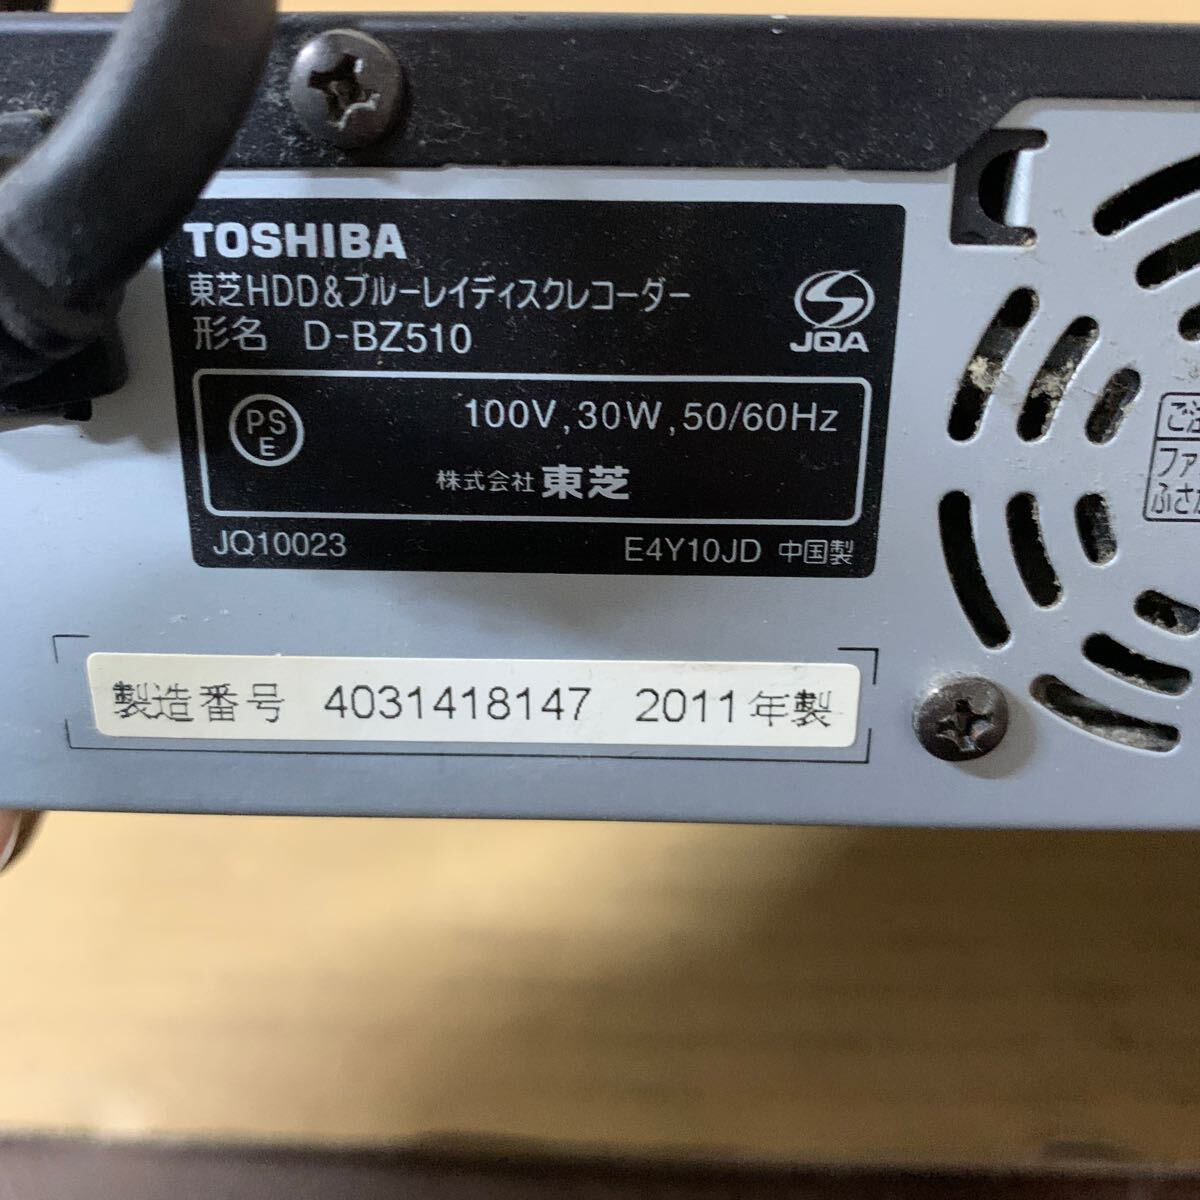 TOSHIBA
東芝HDD&ブルーレイディスクレコーダー
形名 D-BZ510
JQA
PS
E
100V,30W,50/60Hz
株式会社 東芝
JQ10023
E4Y10JD 中国製
製造番号 4031418147 2011年製
ファ